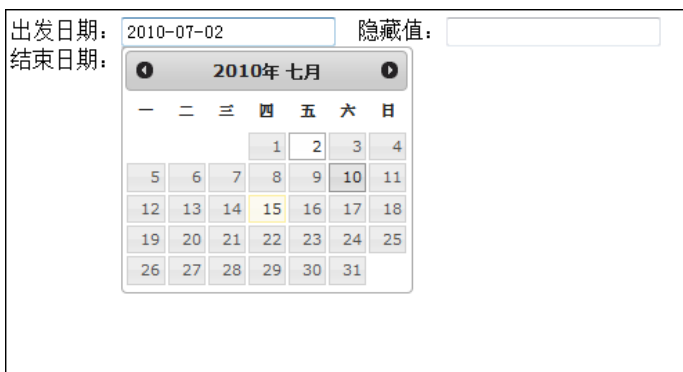 出发日期： 2010-07-02 隐藏值：
结束日期：
2010年 七月
一 二 三 四 五 六 日
1 2 3 4
5 6 7 8 9 10 11
12 13 14 15 16 17 18
19 20 21 22 23 24 25
26 27 28 29 30 31